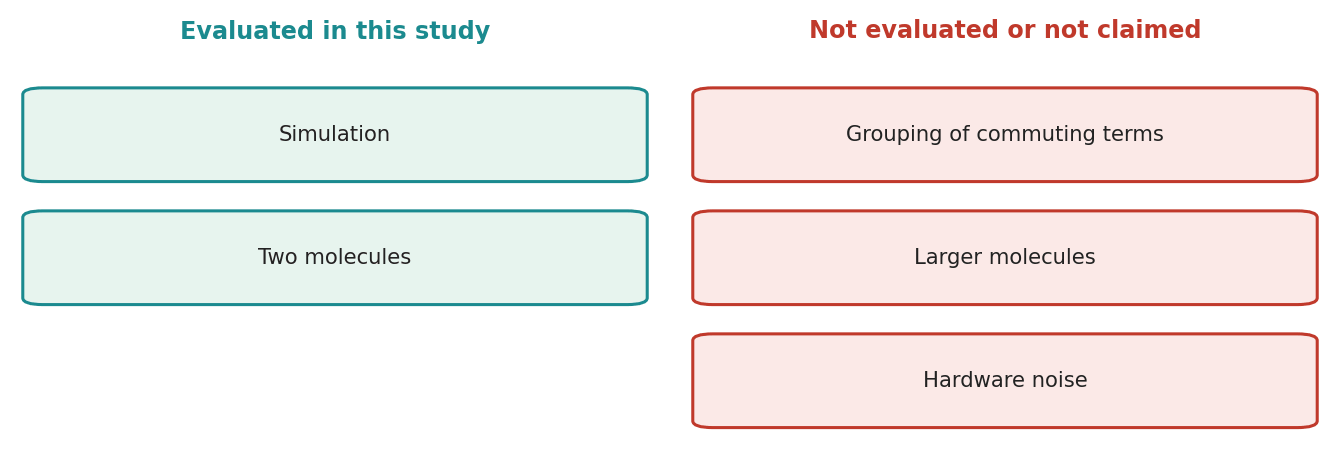 Evaluated in this study
Simulation
Two molecules
Not evaluated or not claimed
Grouping of commuting terms
Larger molecules
Hardware noise